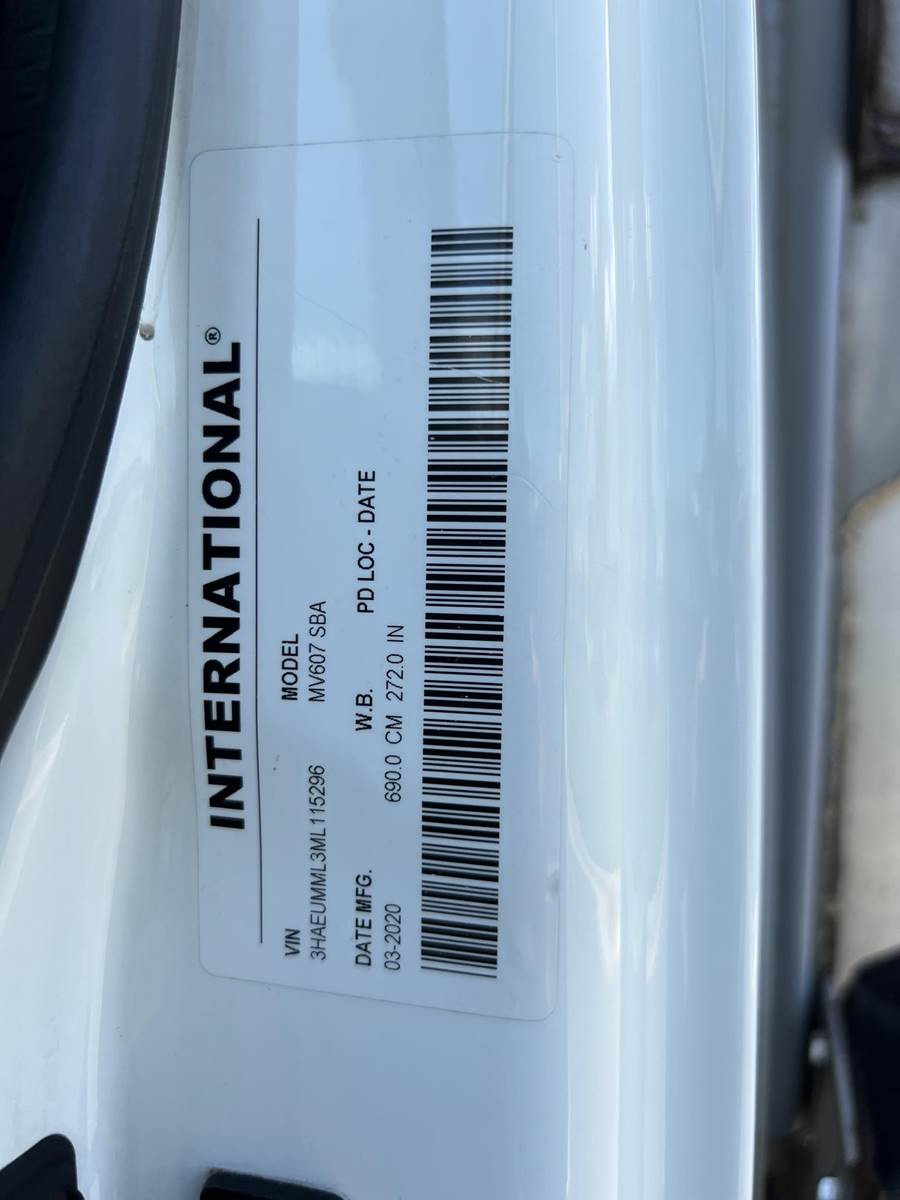 INTERNATIONAL®
VIN MODEL
3HAEUMML3ML115296 MV607 SBA
DATE MFG. W.B. PD LOC - DATE
03-2020 690.0 CM 272.0 IN